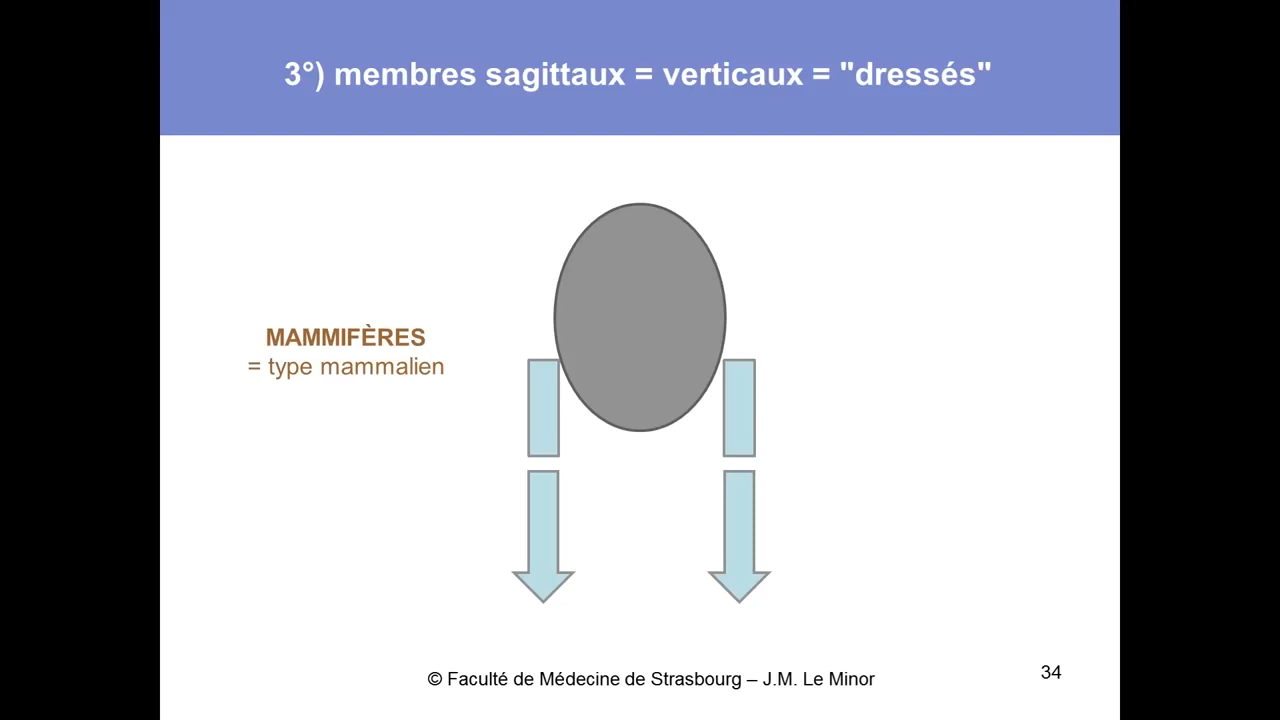 3°) membres sagittaux = verticaux = "dressés"
MAMMIFÈRES
= type mammalien
© Faculté de Médecine de Strasbourg – J.M. Le Minor
34